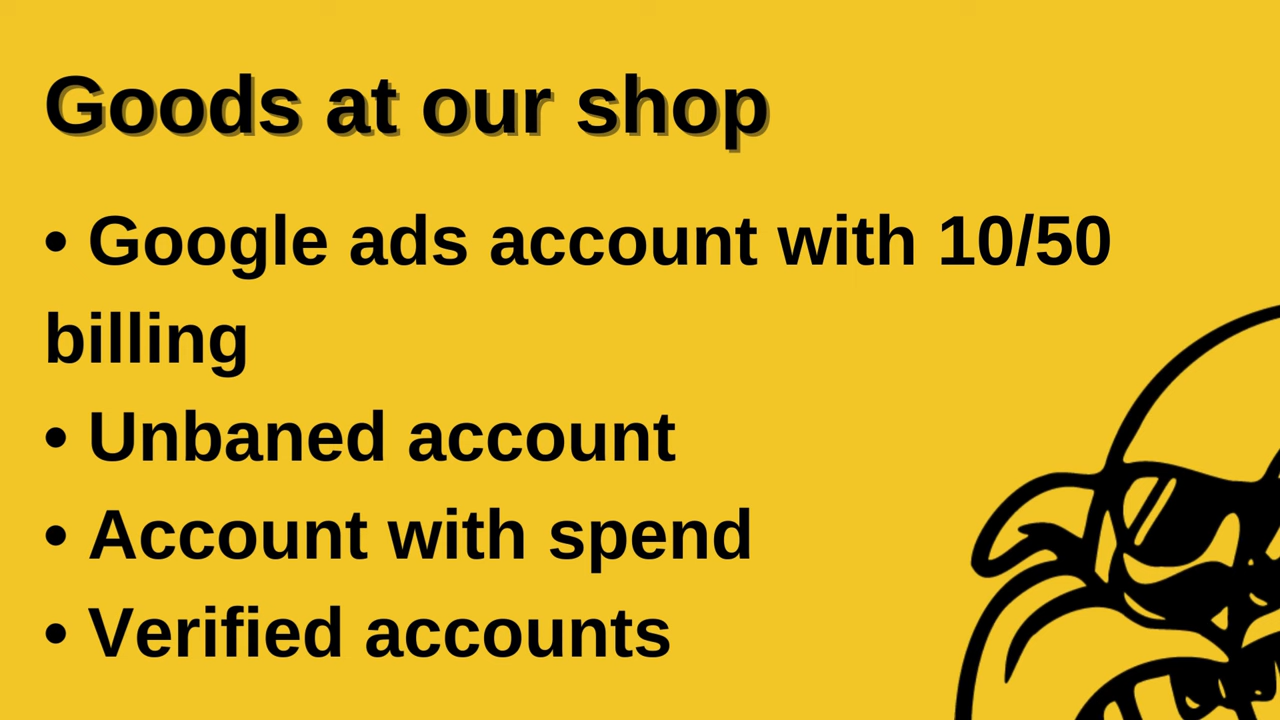 Goods at our shop
• Google ads account with 10/50
billing
• Unbaned account
• Account with spend
• Verified accounts